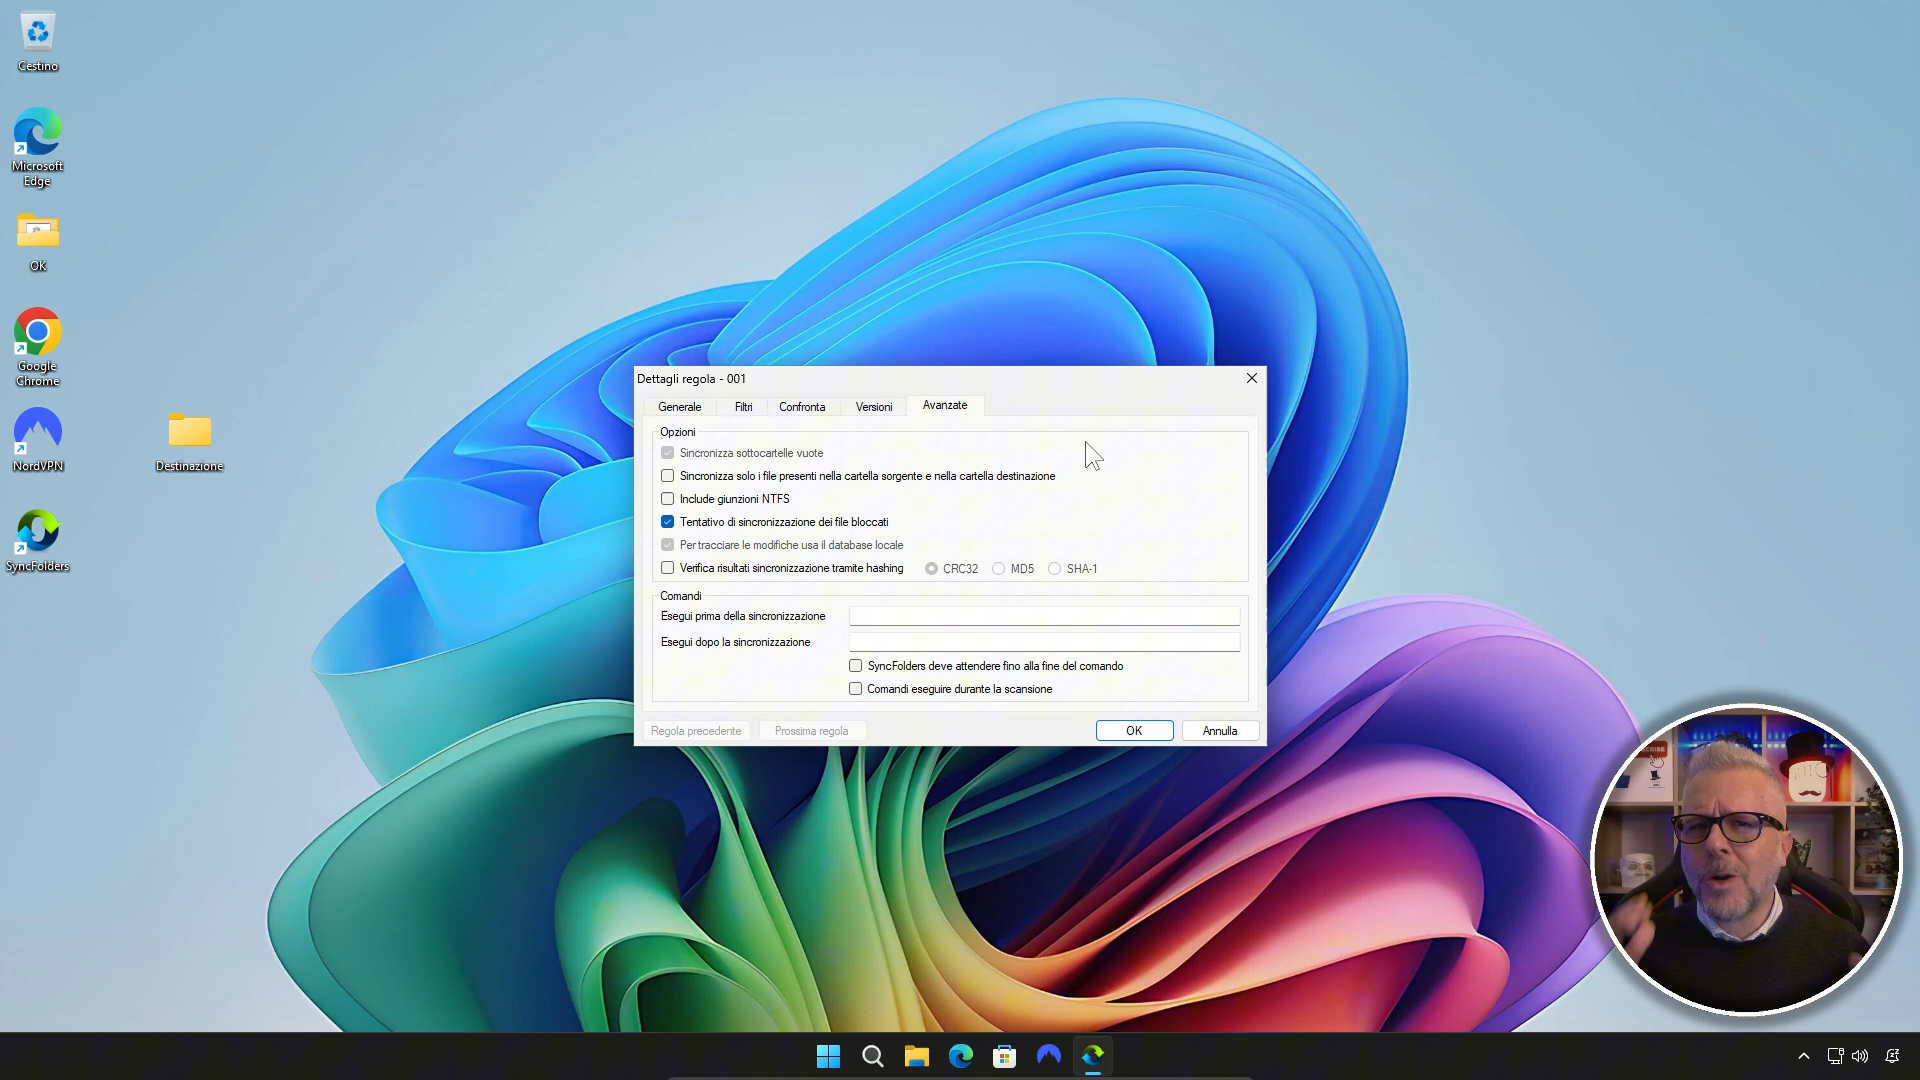 Cestino
Microsoft
Edge
OK
Google
Chrome
NordVPN
SyncFolders
Destinazione
Dettagli regola - 001
Generale
Filtri
Confronta
Versioni
Avanzate
Opzioni
Sincronizza sottocartelle vuote
Sincronizza solo i file presenti nella cartella sorgente e nella cartella destinazione
Include giunzioni NTFS
Tentativo di sincronizzazione dei file bloccati
Per tracciare le modifiche usa il database locale
Verifica risultati sincronizzazione tramite hashing CRC32 MD5 SHA-1
Comandi
Esegui prima della sincronizzazione
Esegui dopo la sincronizzazione
SyncFolders deve attendere fino alla fine del comando
Comandi eseguire durante la scansione
Regola precedente
Prossima regola
OK
Annulla